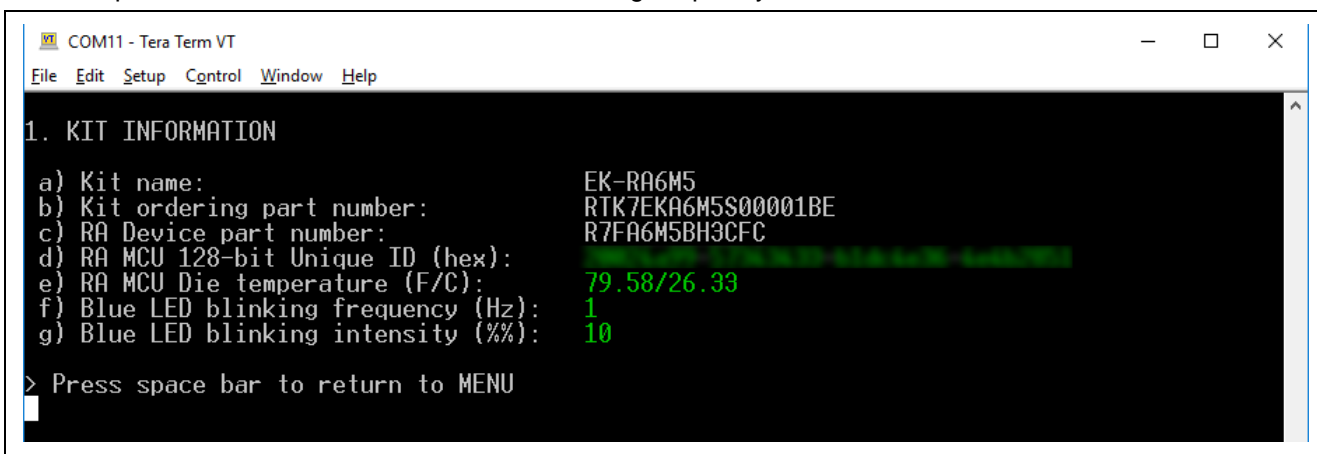 COM11 - Tera Term VT
File Edit Setup Control Window Help
1. KIT INFORMATION
a) Kit name: EK-RA6M5
b) Kit ordering part number: RTK7EKA6M5S00001BE
c) RA Device part number: R7FA6M5BH3CFC
d) RA MCU 128-bit Unique ID (hex):
e) RA MCU Die temperature (F/C): 79.58/26.33
f) Blue LED blinking frequency (Hz): 1
g) Blue LED blinking intensity (%%): 10
> Press space bar to return to MENU